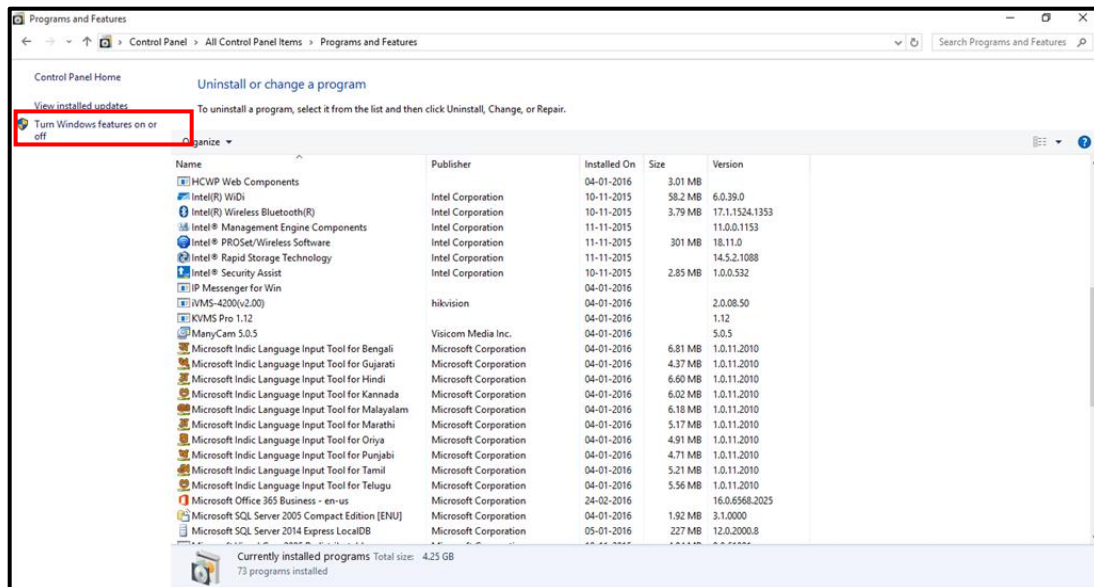 Programs and Features
Control Panel > All Control Panel Items > Programs and Features
Search Programs and Features
Control Panel Home
View installed updates
Turn Windows features on or
off
Uninstall or change a program
To uninstall a program, select it from the list and then click Uninstall, Change, or Repair.
Organize
Name Publisher Installed On Size Version
HCWP Web Components 04-01-2016 3.01 MB
Intel(R) WiDi Intel Corporation 10-11-2015 58.2 MB 6.0.39.0
Intel(R) Wireless Bluetooth(R) Intel Corporation 10-11-2015 3.79 MB 17.1.1524.1353
Intel® Management Engine Components Intel Corporation 11-11-2015 11.0.0.1153
Intel® PROSet/Wireless Software Intel Corporation 11-11-2015 301 MB 18.11.0
Intel® Rapid Storage Technology Intel Corporation 11-11-2015 14.5.2.1088
Intel® Security Assist Intel Corporation 10-11-2015 2.85 MB 1.0.0.532
IP Messenger for Win 04-01-2016
iVMS-4200(v2.00) hikvision 04-01-2016 2.0.08.50
KVMS Pro 1.12 04-01-2016 1.12
ManyCam 5.0.5 Visicom Media Inc. 04-01-2016 5.0.5
Microsoft Indic Language Input Tool for Bengali Microsoft Corporation 04-01-2016 6.81 MB 1.0.11.2010
Microsoft Indic Language Input Tool for Gujarati Microsoft Corporation 04-01-2016 4.37 MB 1.0.11.2010
Microsoft Indic Language Input Tool for Hindi Microsoft Corporation 04-01-2016 6.60 MB 1.0.11.2010
Microsoft Indic Language Input Tool for Kannada Microsoft Corporation 04-01-2016 6.02 MB 1.0.11.2010
Microsoft Indic Language Input Tool for Malayalam Microsoft Corporation 04-01-2016 6.18 MB 1.0.11.2010
Microsoft Indic Language Input Tool for Marathi Microsoft Corporation 04-01-2016 5.17 MB 1.0.11.2010
Microsoft Indic Language Input Tool for Oriya Microsoft Corporation 04-01-2016 4.91 MB 1.0.11.2010
Microsoft Indic Language Input Tool for Punjabi Microsoft Corporation 04-01-2016 4.71 MB 1.0.11.2010
Microsoft Indic Language Input Tool for Tamil Microsoft Corporation 04-01-2016 5.21 MB 1.0.11.2010
Microsoft Indic Language Input Tool for Telugu Microsoft Corporation 04-01-2016 5.56 MB 1.0.11.2010
Microsoft Office 365 Business - en-us Microsoft Corporation 24-02-2016 16.0.6568.2025
Microsoft SQL Server 2005 Compact Edition [ENU] Microsoft Corporation 04-01-2016 1.92 MB 3.1.0000
Microsoft SQL Server 2014 Express LocalDB Microsoft Corporation 05-01-2016 227 MB 12.0.2000.8
Currently installed programs Total size: 4.25 GB
73 programs installed